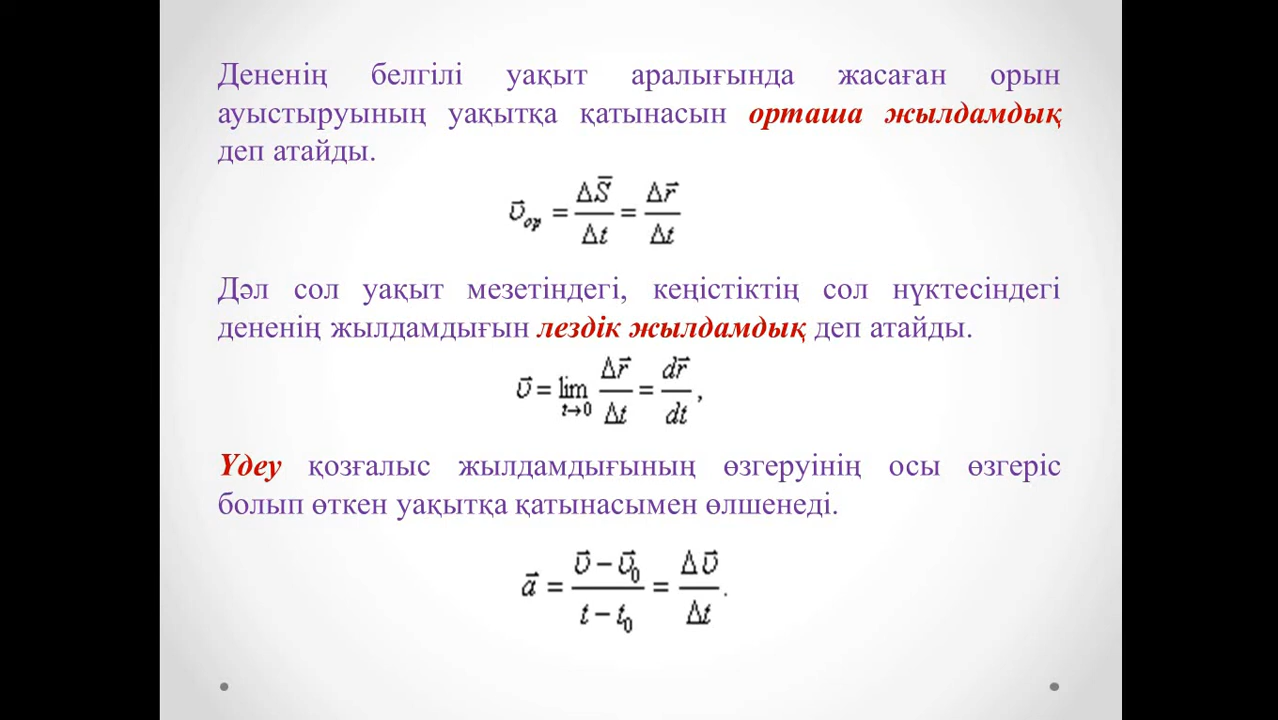 Дененің белгілі уақыт аралығында жасаған орын
ауыстыруының уақытқа қатынасын орташа жылдамдық
деп атайды.
υ⃗ₒₚ = ΔS̅/Δt = Δr⃗/Δt
Дәл сол уақыт мезетіндегі, кеңістіктің сол нүктесіндегі
дененің жылдамдығын лездік жылдамдық деп атайды.
υ⃗ = lim t→0 Δr⃗/Δt = dr⃗/dt ,
Үдеу қозғалыс жылдамдығының өзгеруінің осы өзгеріс
болып өткен уақытқа қатынасымен өлшенеді.
a⃗ = (υ⃗ − υ⃗₀)/(t − t₀) = Δυ⃗/Δt .